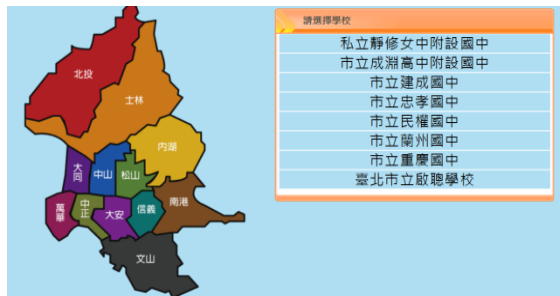 請選擇學校
私立靜修女中附設國中
市立成淵高中附設國中
市立建成國中
市立忠孝國中
市立民權國中
市立蘭州國中
市立重慶國中
臺北市立啟聰學校
北投
士林
內湖
大同
中山
松山
萬華
中正
大安
信義
南港
文山